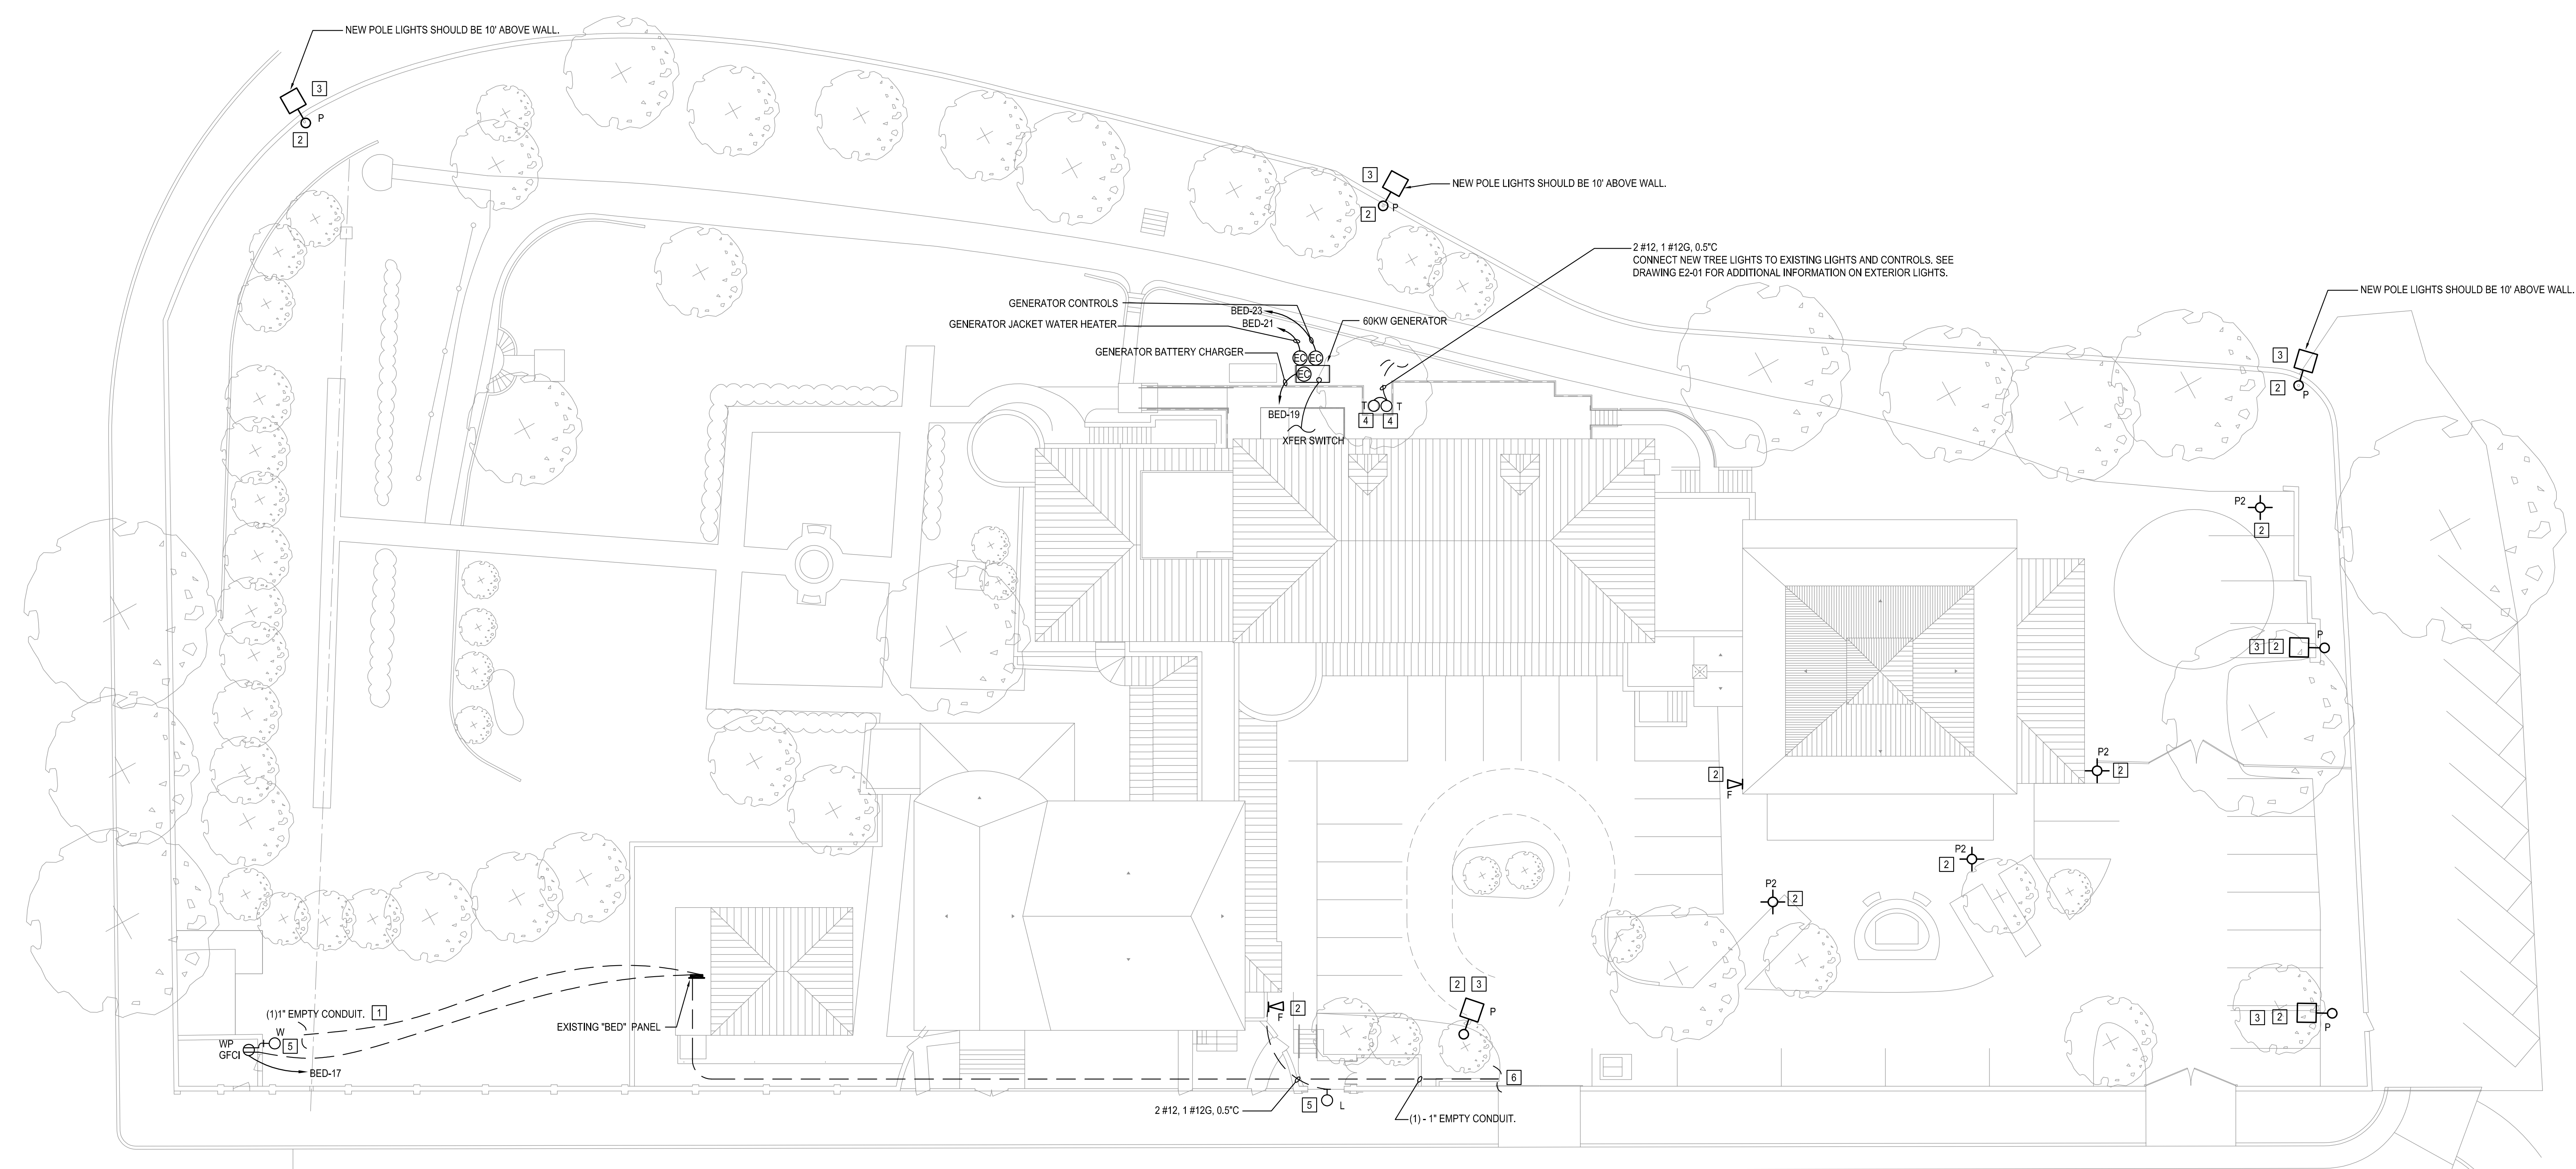 NEW POLE LIGHTS SHOULD BE 10' ABOVE WALL.
3
P
2
3
NEW POLE LIGHTS SHOULD BE 10' ABOVE WALL.
2
P
2 #12, 1 #12G, 0.5"C
CONNECT NEW TREE LIGHTS TO EXISTING LIGHTS AND CONTROLS. SEE
DRAWING E2-01 FOR ADDITIONAL INFORMATION ON EXTERIOR LIGHTS.
NEW POLE LIGHTS SHOULD BE 10' ABOVE WALL.
3
2
P
GENERATOR CONTROLS
BED-23
GENERATOR JACKET WATER HEATER
BED-21
60KW GENERATOR
GENERATOR BATTERY CHARGER
EC
EC
EC
BED-19
XFER SWITCH
T
T
4
4
P2
2
3
2
P
P2
2
2
F
P2
2
P2
2
2
3
P
3
2
P
(1)1" EMPTY CONDUIT.
1
EXISTING "BED" PANEL
W
WP
GFCI
5
BED-17
F
2
6
2 #12, 1 #12G, 0.5"C
5
L
(1) - 1" EMPTY CONDUIT.